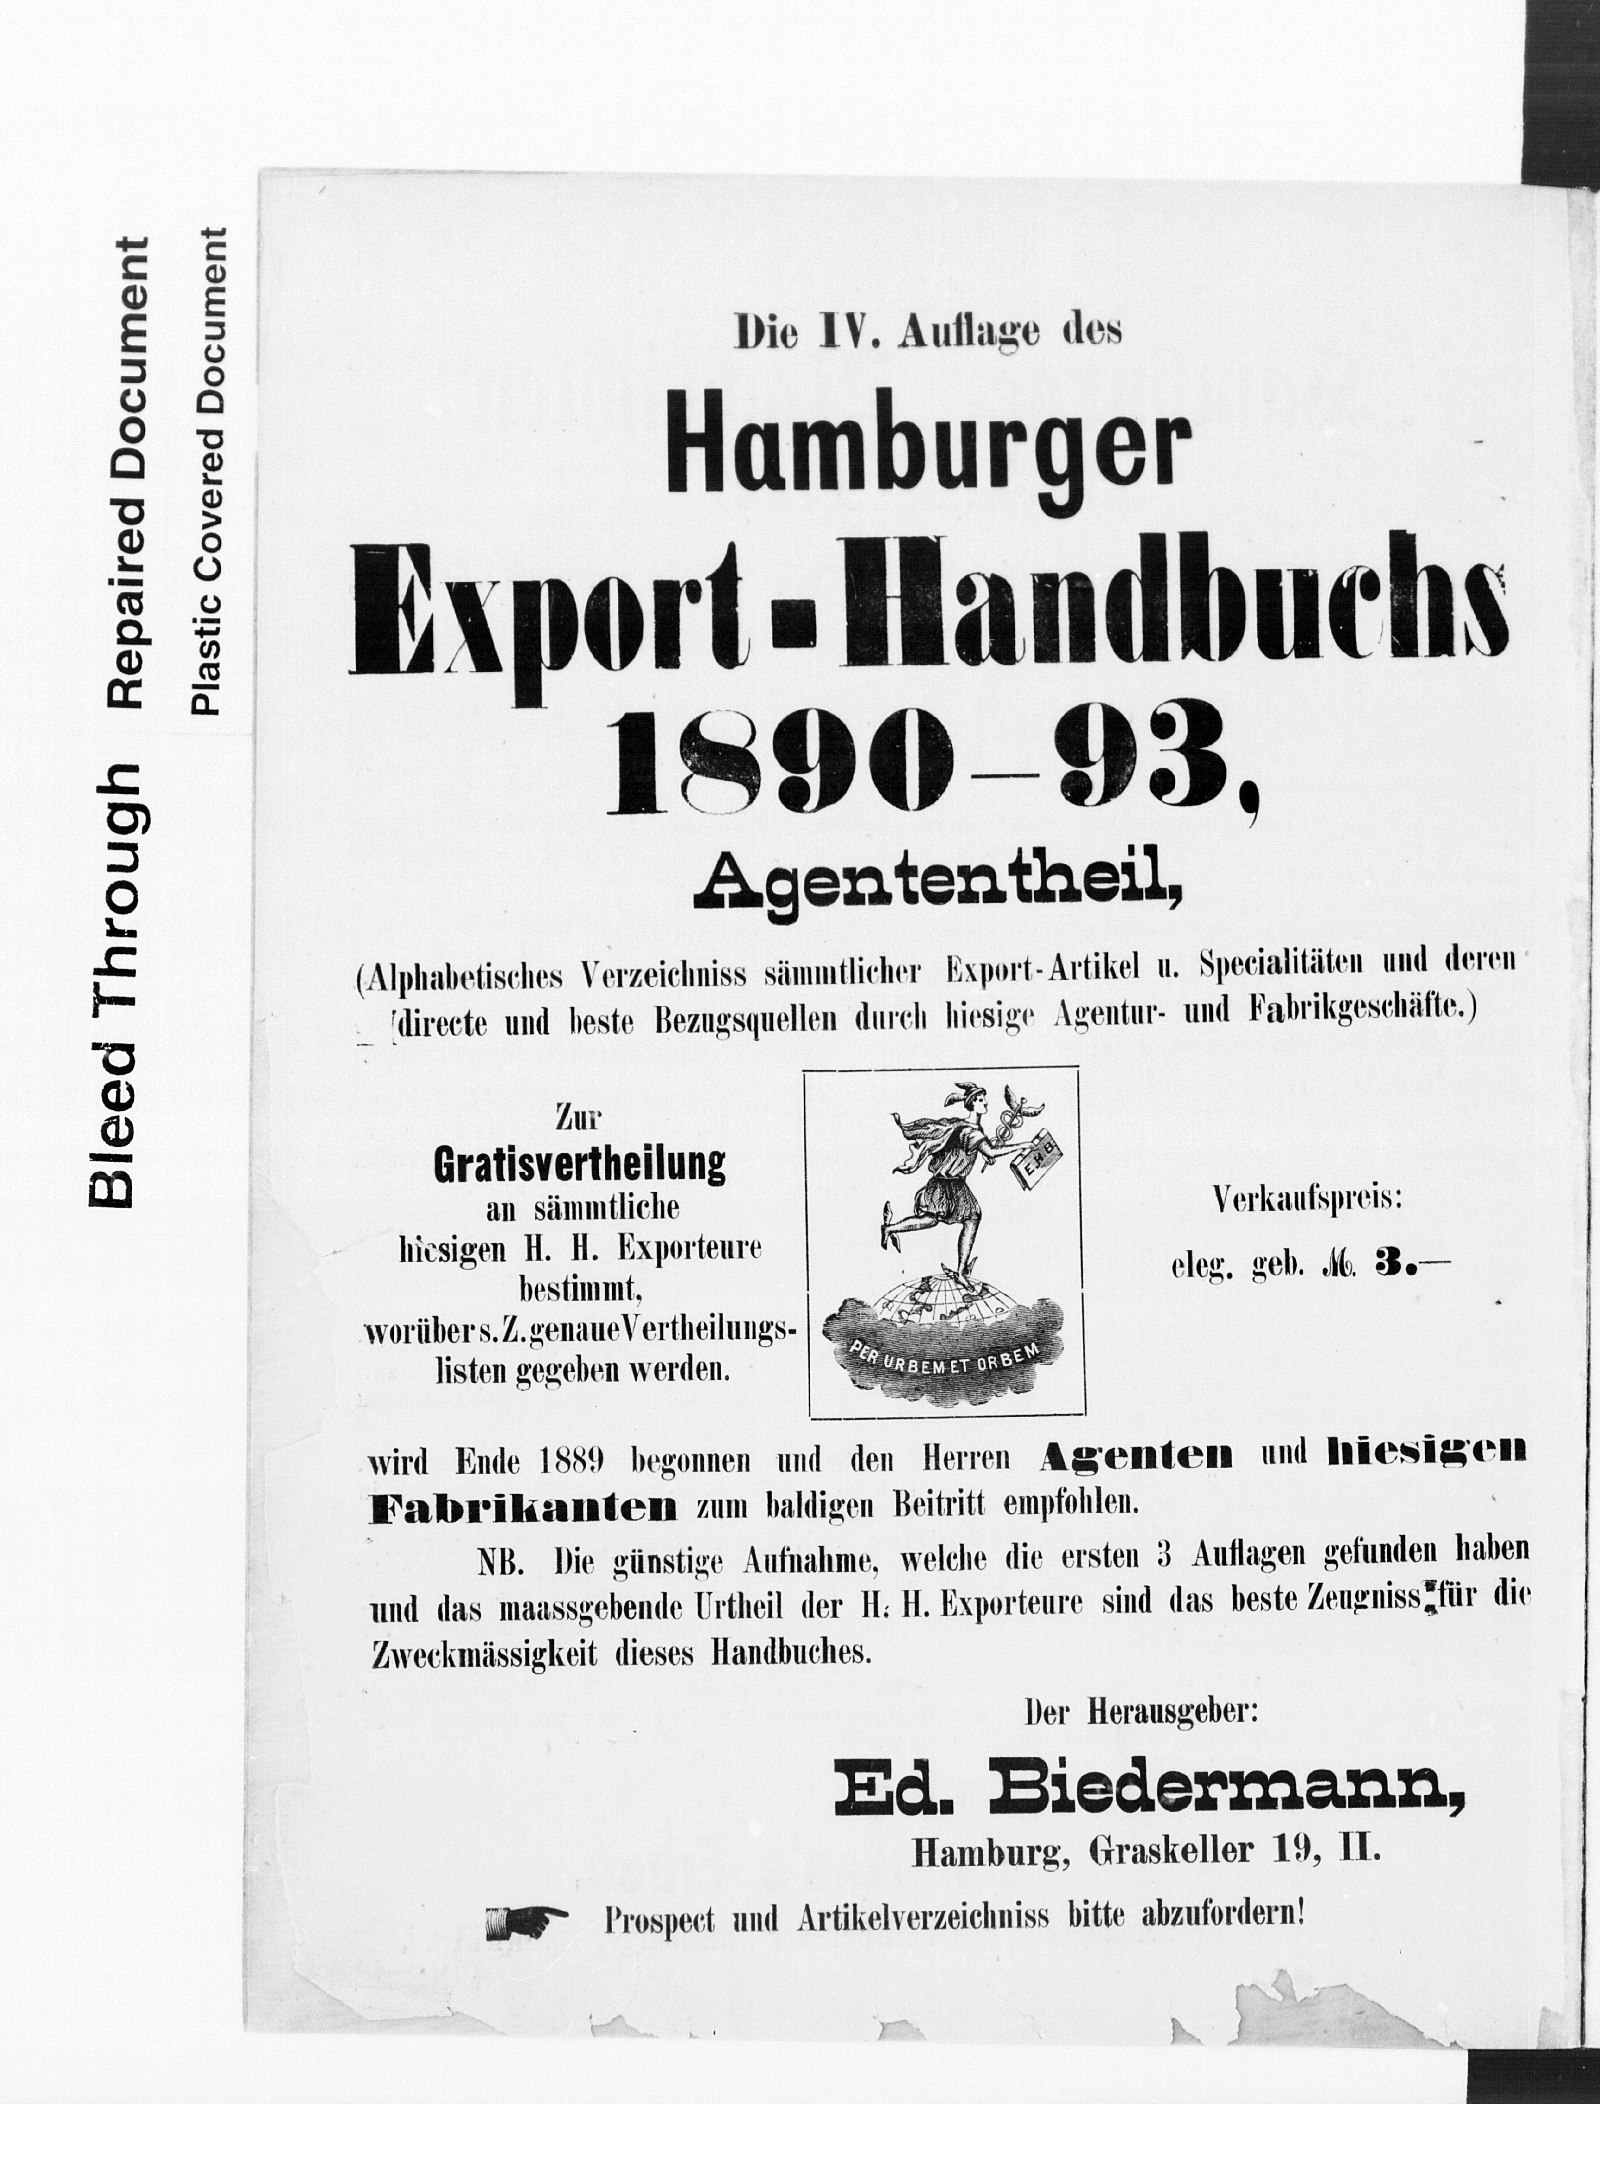 Repaired Document
Plastic Covered Document
Bleed Through
Die IV. Auflage des
Hamburger
Export-Handbuchs
1890–93,
Agententheil,
(Alphabetisches Verzeichniss sämmtlicher Export-Artikel u. Specialitäten und deren
directe und beste Bezugsquellen durch hiesige Agentur- und Fabrikgeschäfte.)
Zur
Gratisvertheilung
an sämmtliche
hiesigen H. H. Exporteure
bestimmt,
worüber s. Z. genaue Vertheilungs-
listen gegeben werden.
E.H.B.
PER URBEM ET ORBEM
Verkaufspreis:
eleg. geb. M. 3.—
wird Ende 1889 begonnen und den Herren Agenten und hiesigen
Fabrikanten zum baldigen Beitritt empfohlen.
NB. Die günstige Aufnahme, welche die ersten 3 Auflagen gefunden haben
und das maassgebende Urtheil der H. H. Exporteure sind das beste Zeugniss für die
Zweckmässigkeit dieses Handbuches.
Der Herausgeber:
Ed. Biedermann,
Hamburg, Graskeller 19, II.
Prospect und Artikelverzeichniss bitte abzufordern!